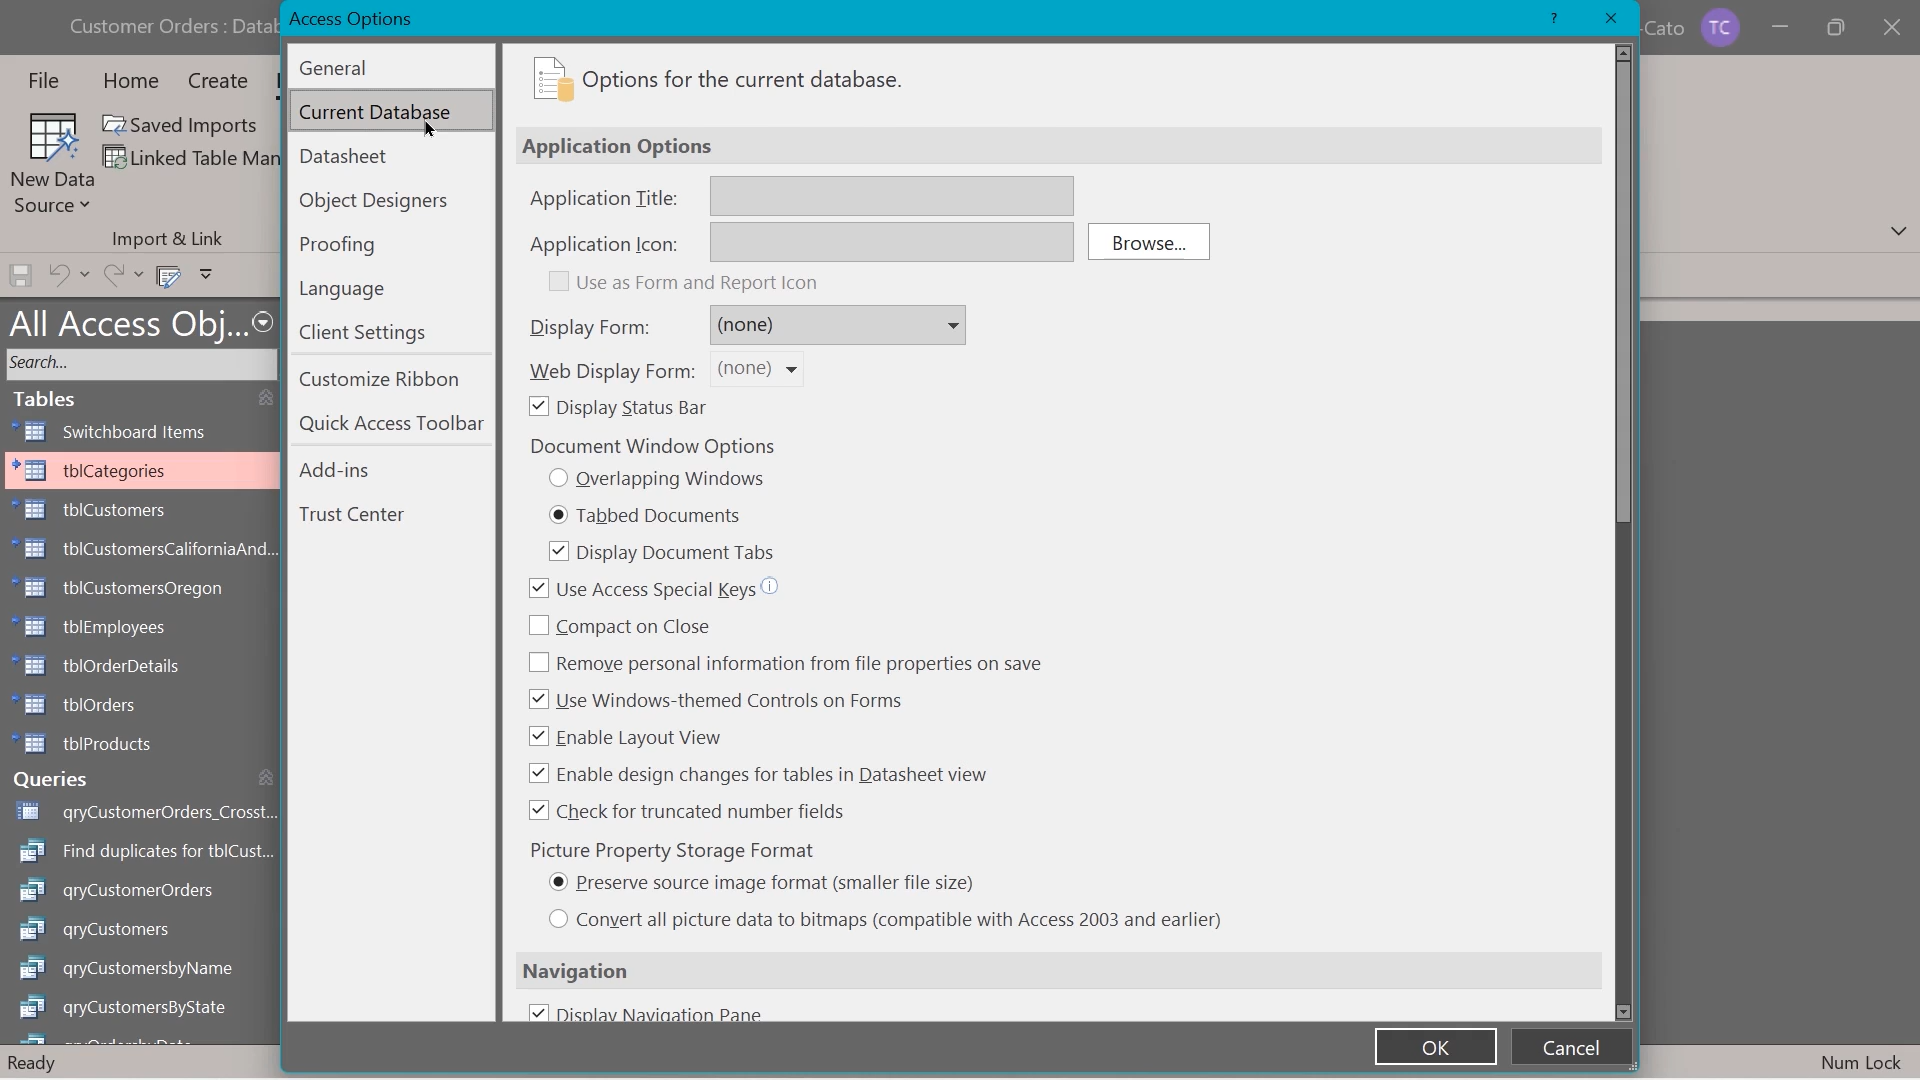 Customer Orders : Datab
Access Options
?
-Cato
TC
File
Home
Create
New Data
Source
Saved Imports
Linked Table Man
Import & Link
All Access Obj...
Search...
Tables
Switchboard Items
tblCategories
tblCustomers
tblCustomersCaliforniaAnd...
tblCustomersOregon
tblEmployees
tblOrderDetails
tblOrders
tblProducts
Queries
qryCustomerOrders_Crosst...
Find duplicates for tblCust...
qryCustomerOrders
qryCustomers
qryCustomersbyName
qryCustomersByState
General
Current Database
Datasheet
Object Designers
Proofing
Language
Client Settings
Customize Ribbon
Quick Access Toolbar
Add-ins
Trust Center
Options for the current database.
Application Options
Application Title:
Application Icon:
Browse...
Use as Form and Report Icon
Display Form: (none)
Web Display Form: (none)
Display Status Bar
Document Window Options
Overlapping Windows
Tabbed Documents
Display Document Tabs
Use Access Special Keys
Compact on Close
Remove personal information from file properties on save
Use Windows-themed Controls on Forms
Enable Layout View
Enable design changes for tables in Datasheet view
Check for truncated number fields
Picture Property Storage Format
Preserve source image format (smaller file size)
Convert all picture data to bitmaps (compatible with Access 2003 and earlier)
Navigation
Display Navigation Pane
OK
Cancel
Ready
Num Lock